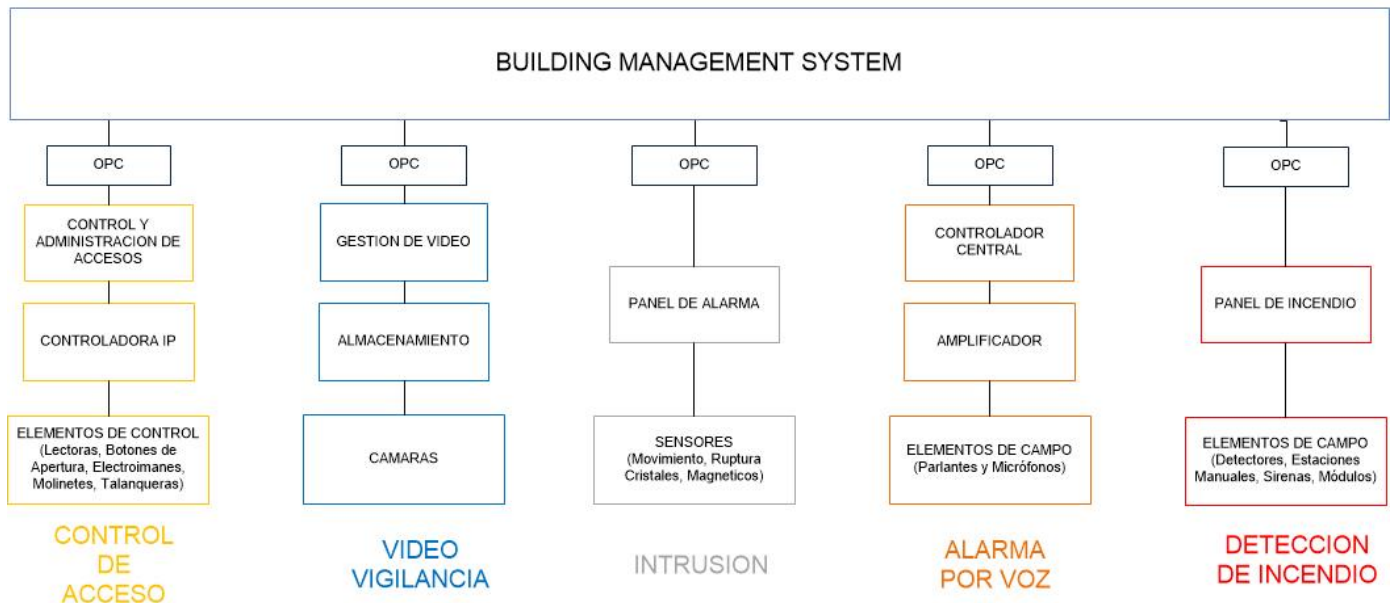 BUILDING MANAGEMENT SYSTEM
OPC
OPC
OPC
OPC
OPC
CONTROL Y
ADMINISTRACION DE
ACCESOS
GESTION DE VIDEO
CONTROLADOR
CENTRAL
CONTROLADORA IP
ALMACENAMIENTO
PANEL DE ALARMA
AMPLIFICADOR
PANEL DE INCENDIO
ELEMENTOS DE CONTROL
(Lectoras, Botones de
Apertura, Electroimanes,
Molinetes, Talanqueras)
CAMARAS
SENSORES
(Movimiento, Ruptura
Cristales, Magneticos)
ELEMENTOS DE CAMPO
(Parlantes y Micrófonos)
ELEMENTOS DE CAMPO
(Detectores, Estaciones
Manuales, Sirenas, Módulos)
CONTROL
DE
ACCESO
VIDEO
VIGILANCIA
INTRUSION
ALARMA
POR VOZ
DETECCION
DE INCENDIO